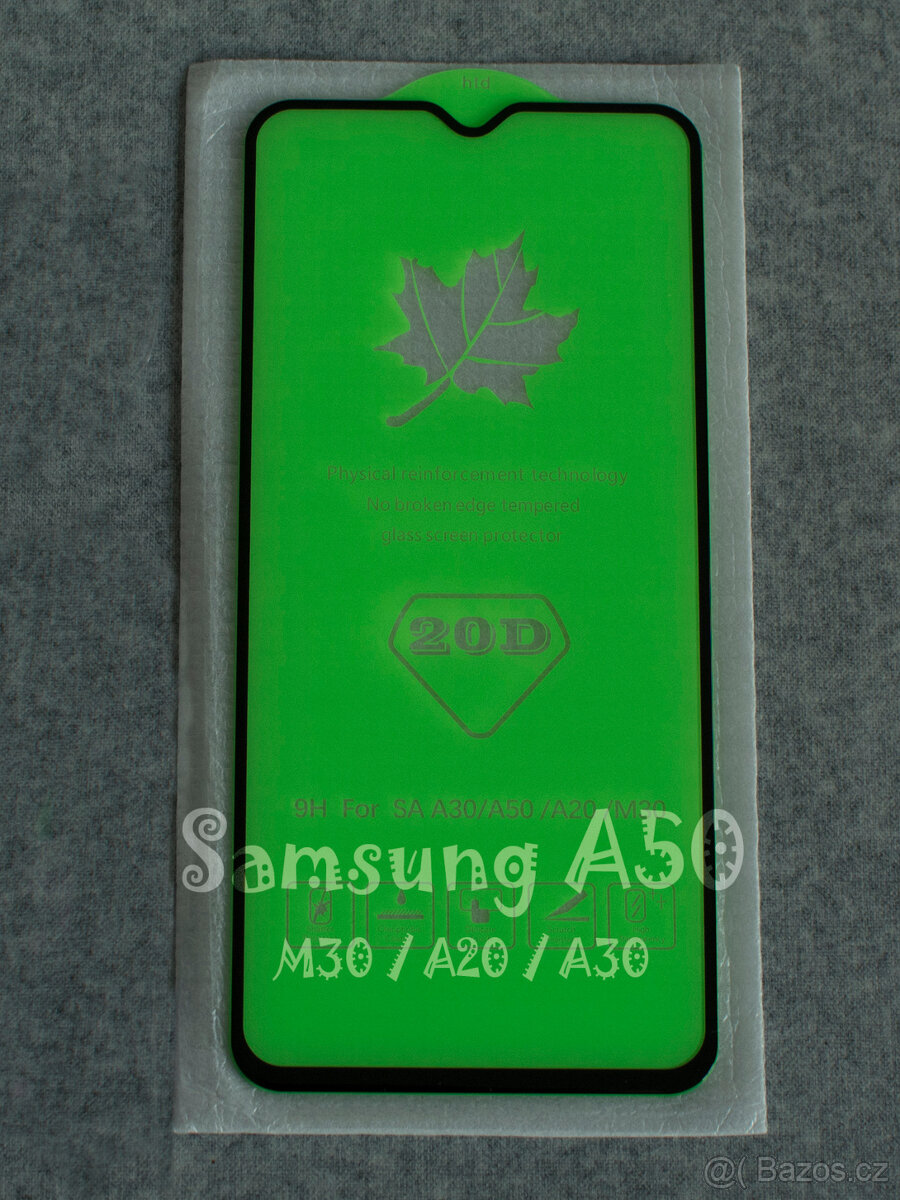 hid
Physical reinforcement technology
No broken edge tempered
glass screen protector
20D
9H For SA A30/A50 /A20 /M30
Samsung A50
M30 / A20 / A30
@( Bazos.cz